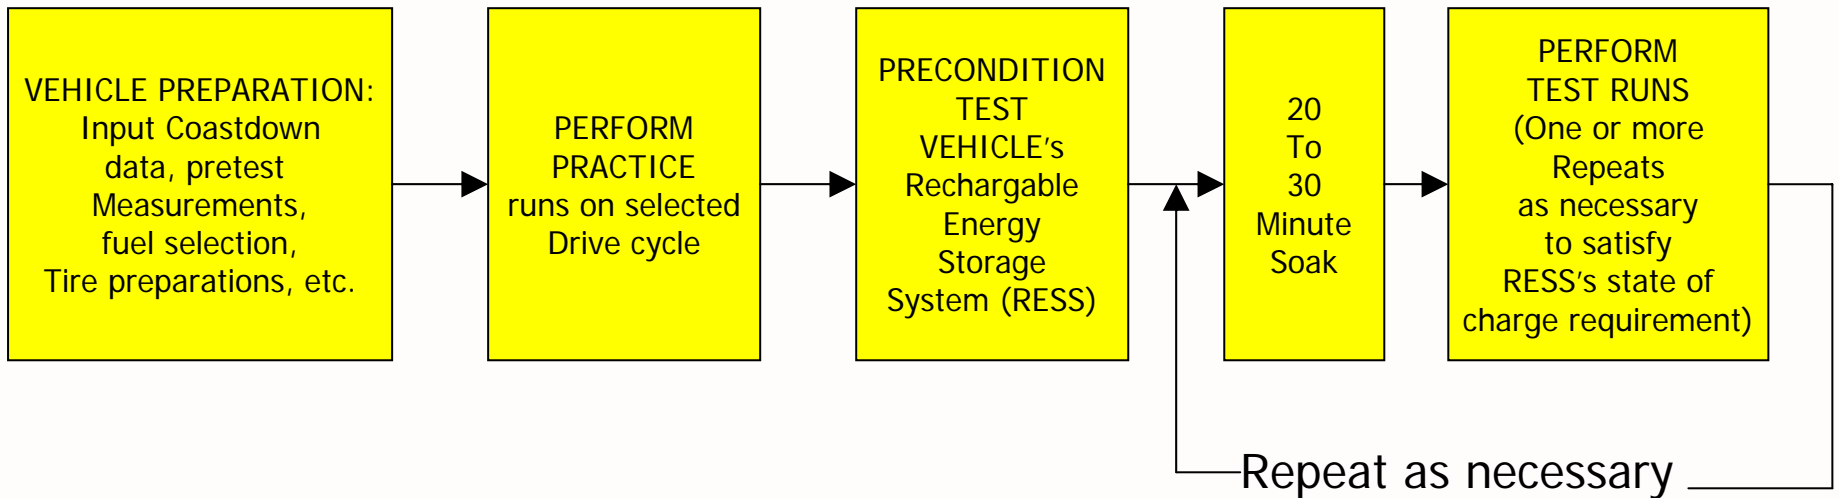 VEHICLE PREPARATION:
Input Coastdown
data, pretest
Measurements,
fuel selection,
Tire preparations, etc.
PERFORM
PRACTICE
runs on selected
Drive cycle
PRECONDITION
TEST
VEHICLE's
Rechargable
Energy
Storage
System (RESS)
20
To
30
Minute
Soak
PERFORM
TEST RUNS
(One or more
Repeats
as necessary
to satisfy
RESS's state of
charge requirement)
Repeat as necessary